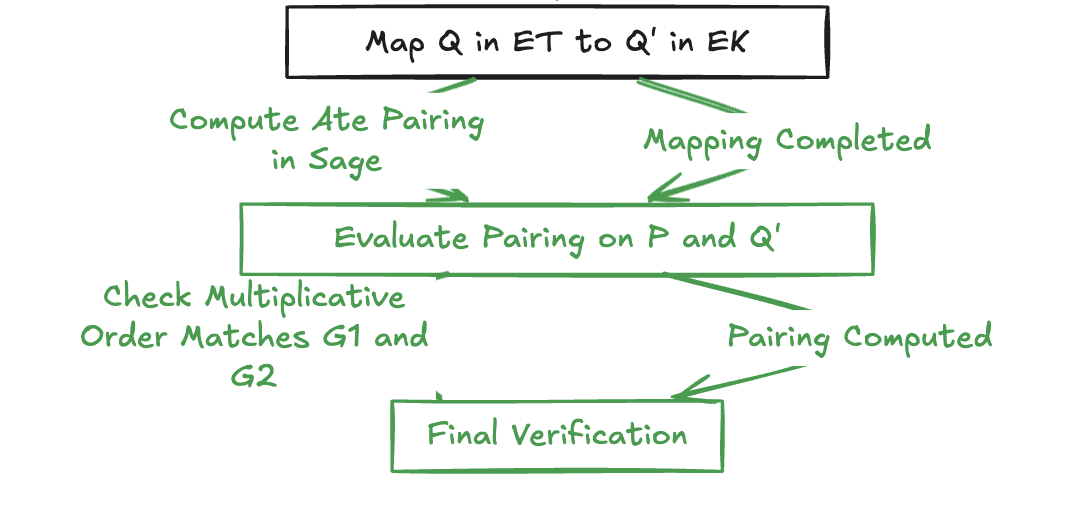 Map Q in ET to Q' in EK
Compute Ate Pairing
in Sage
Mapping Completed
Evaluate Pairing on P and Q'
Check Multiplicative
Order Matches G1 and
G2
Pairing Computed
Final Verification